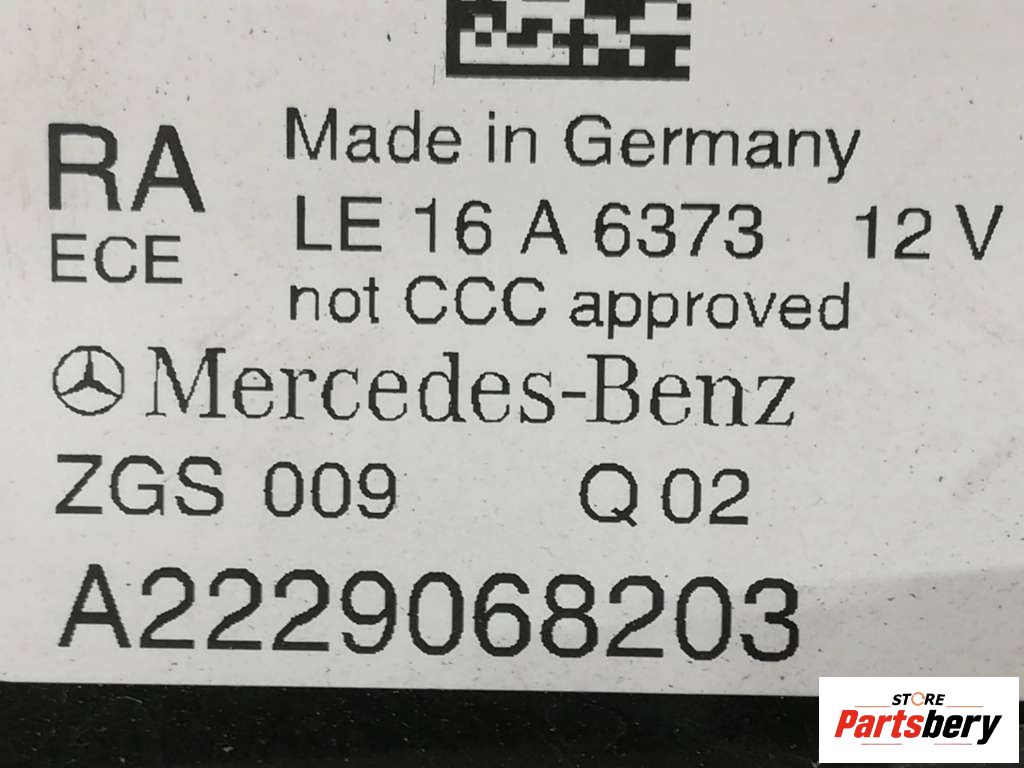 RA
ECE
Made in Germany
LE 16 A 6373 12 V
not CCC approved
Mercedes-Benz
ZGS 009 Q 02
A2229068203
STORE
Partsbery